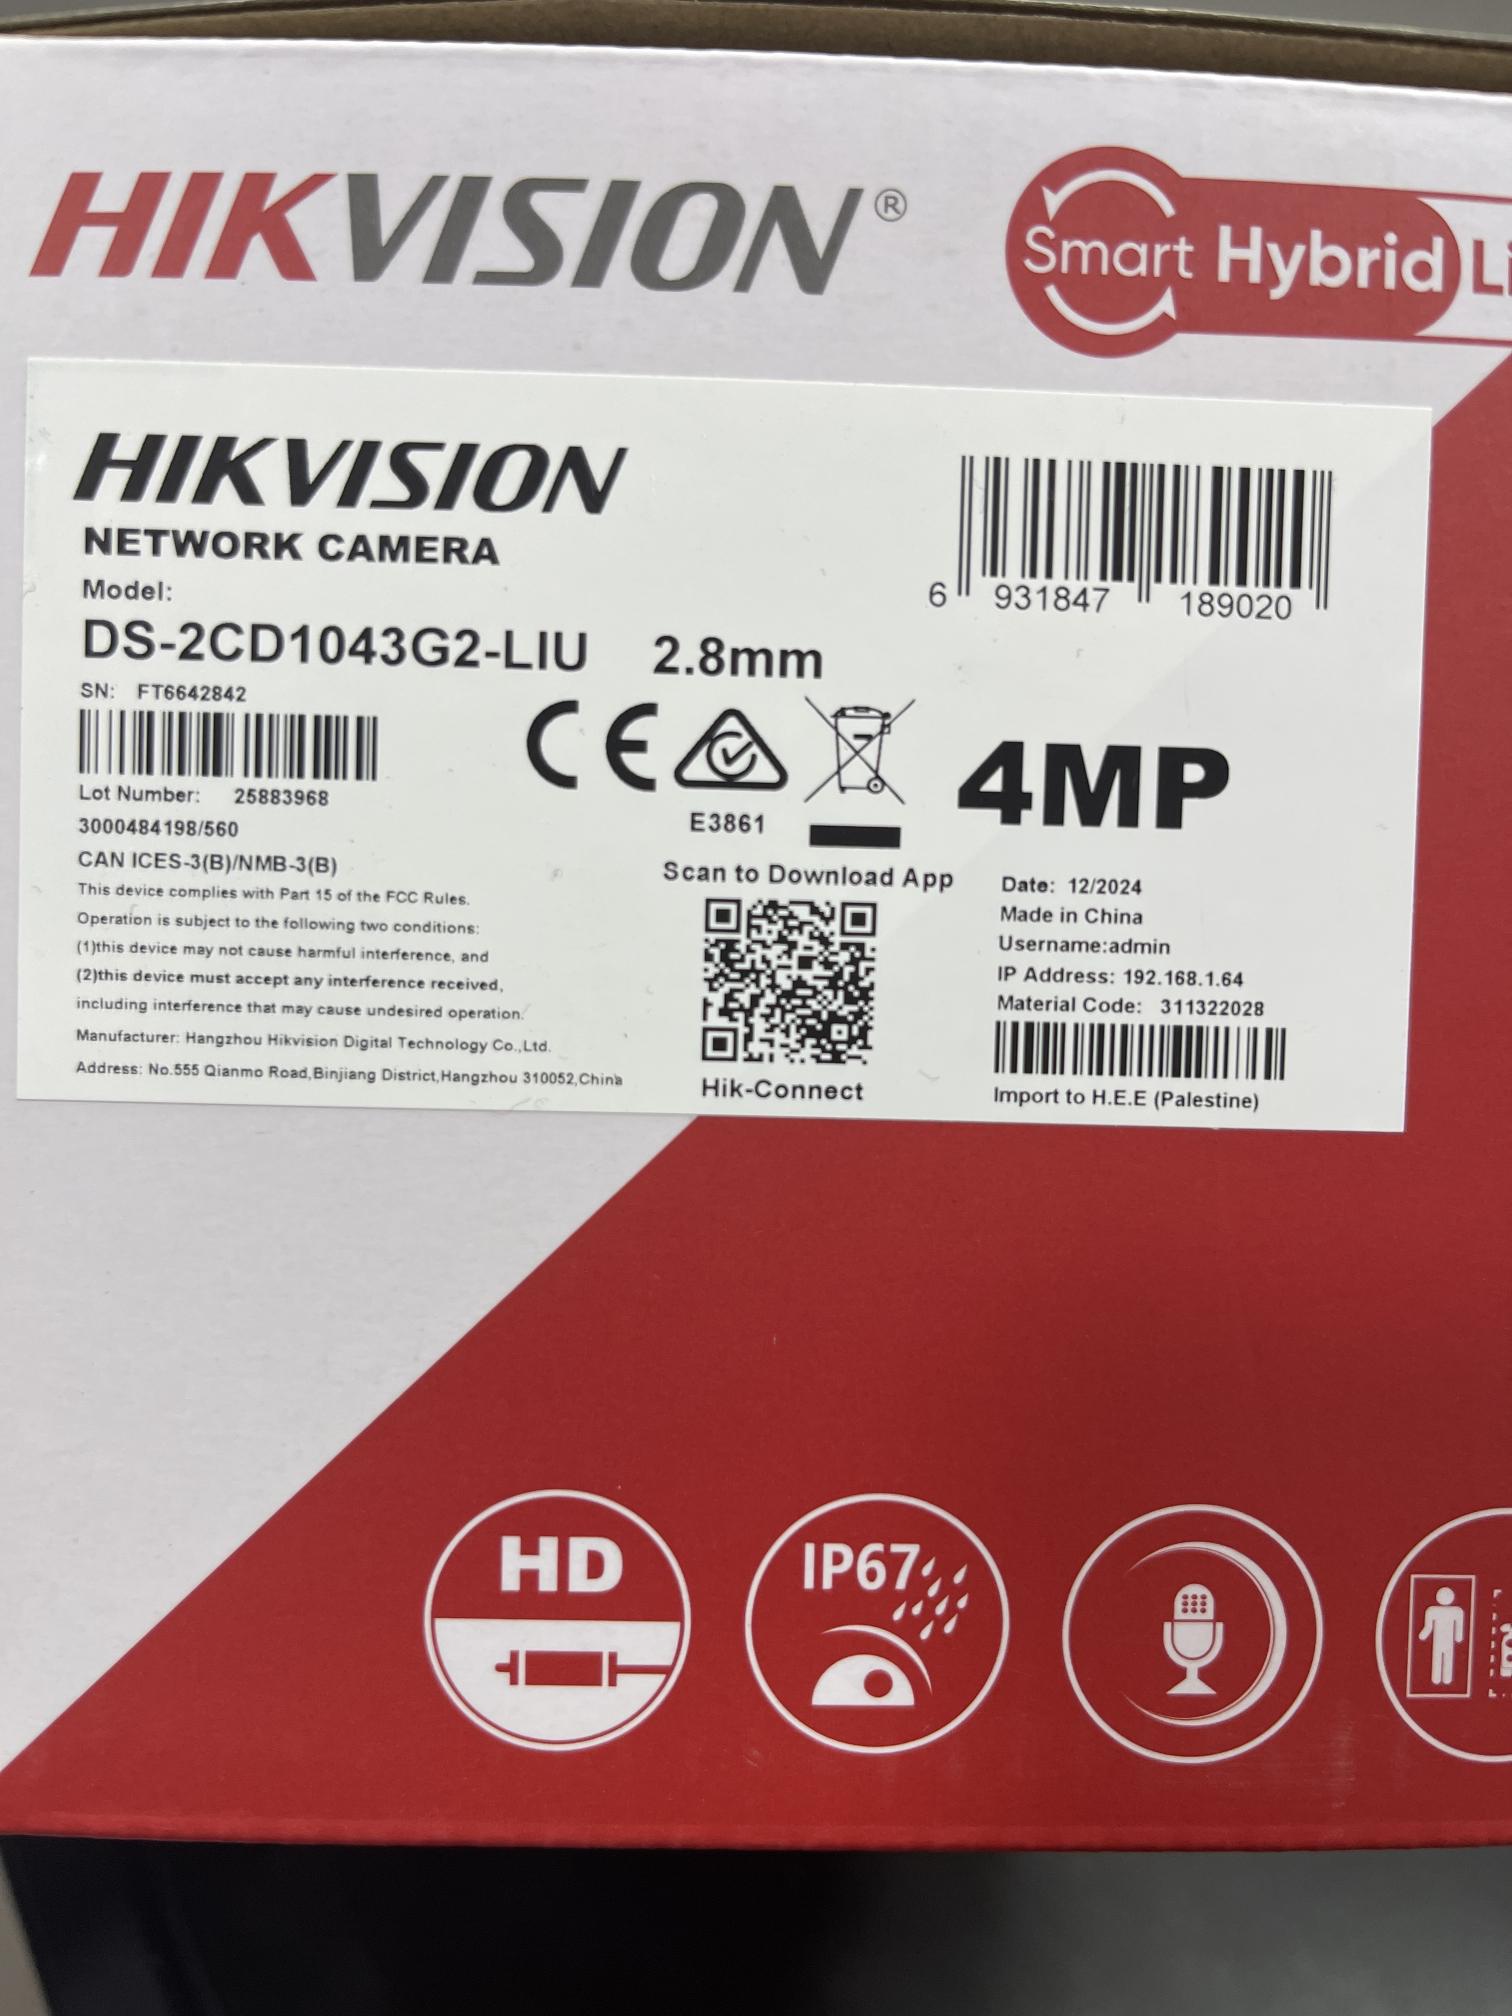 HIKVISION®
Smart Hybrid
HIKVISION
NETWORK CAMERA
Model:
DS-2CD1043G2-LIU 2.8mm
SN: FT6642842
Lot Number: 25883968
3000484198/560
CAN ICES-3(B)/NMB-3(B)
This device complies with Part 15 of the FCC Rules.
Operation is subject to the following two conditions:
(1)this device may not cause harmful interference, and
(2)this device must accept any interference received,
including interference that may cause undesired operation.
Manufacturer: Hangzhou Hikvision Digital Technology Co.,Ltd.
Address: No.555 Qianmo Road,Binjiang District,Hangzhou 310052,China
6 931847 189020
CE
E3861
4MP
Scan to Download App
Hik-Connect
Date: 12/2024
Made in China
Username:admin
IP Address: 192.168.1.64
Material Code: 311322028
Import to H.E.E (Palestine)
HD
IP67